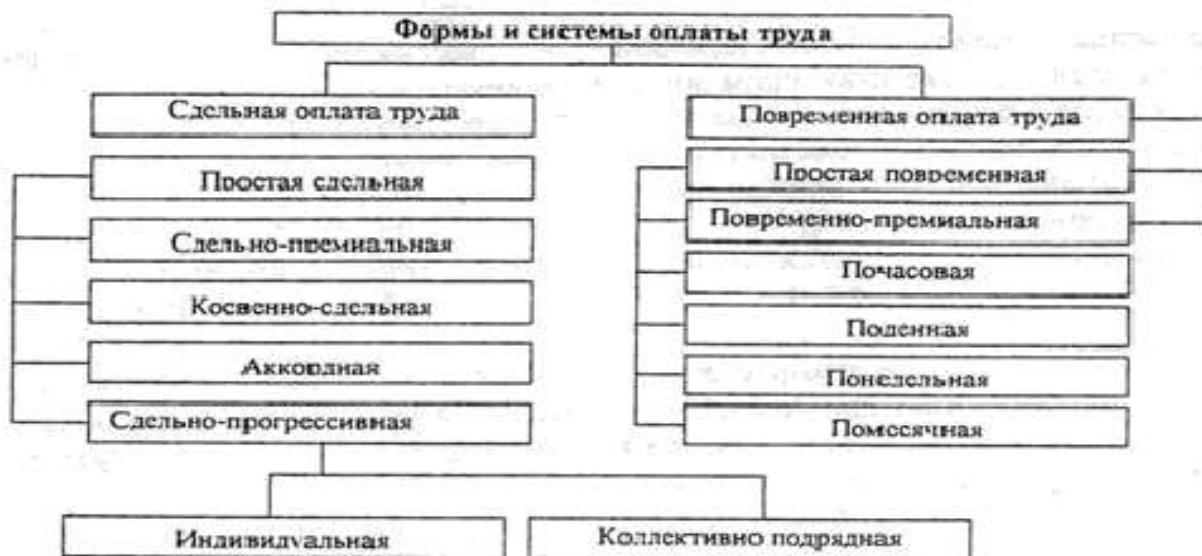 Формы и системы оплаты труда
Сдельная оплата труда
Повременная оплата труда
Простая сдельная
Простая повременная
Сдельно-премиальная
Повременно-премиальная
Косвенно-сдельная
Почасовая
Поденная
Аккордная
Понедельная
Сдельно-прогрессивная
Помесячная
Индивидуальная
Коллективно подрядная